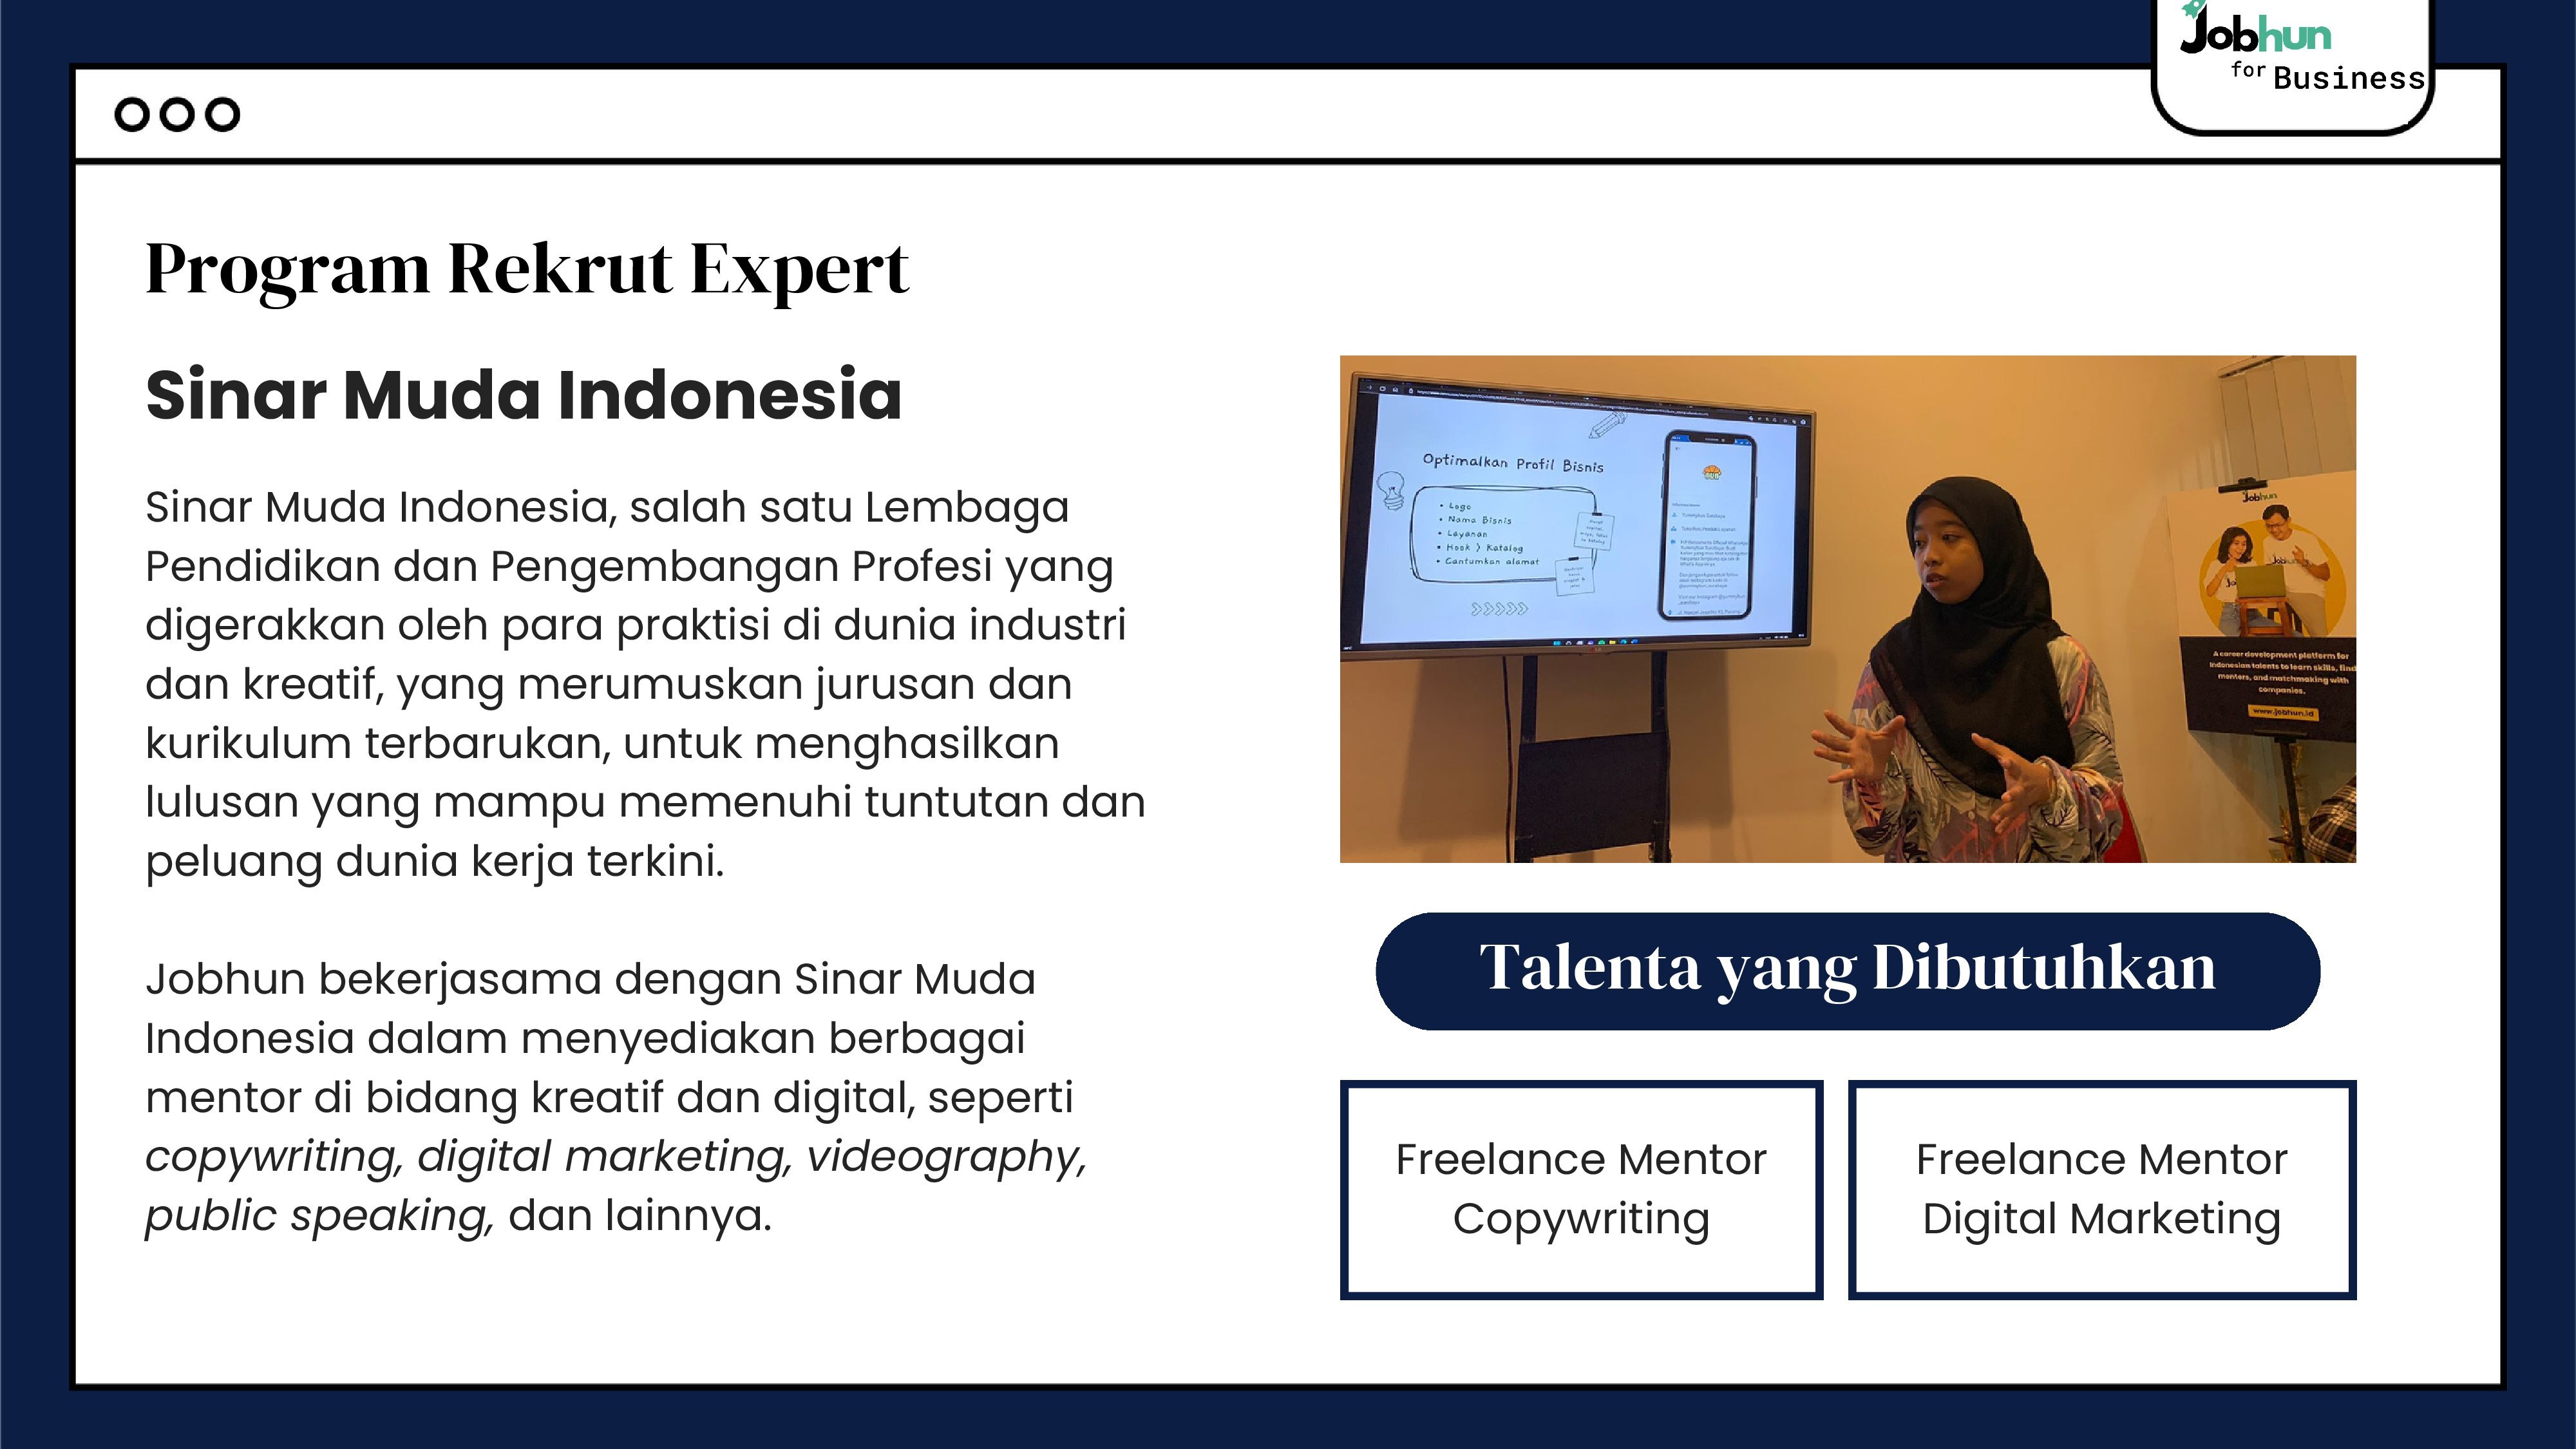 Jobhun
for Business
Program Rekrut Expert
Sinar Muda Indonesia
Sinar Muda Indonesia, salah satu Lembaga
Pendidikan dan Pengembangan Profesi yang
digerakkan oleh para praktisi di dunia industri
dan kreatif, yang merumuskan jurusan dan
kurikulum terbarukan, untuk menghasilkan
lulusan yang mampu memenuhi tuntutan dan
peluang dunia kerja terkini.
Jobhun bekerjasama dengan Sinar Muda
Indonesia dalam menyediakan berbagai
mentor di bidang kreatif dan digital, seperti
copywriting, digital marketing, videography,
public speaking, dan lainnya.
Optimalkan Profil Bisnis
• Logo
• Nama Bisnis
• Layanan
• Hook > Katalog
• Cantumkan alamat
Jobhun
A career development platform for
Indonesian talents to learn skills, find
mentors, and matchmaking with
companies.
www.jobhun.id
Talenta yang Dibutuhkan
Freelance Mentor
Copywriting
Freelance Mentor
Digital Marketing